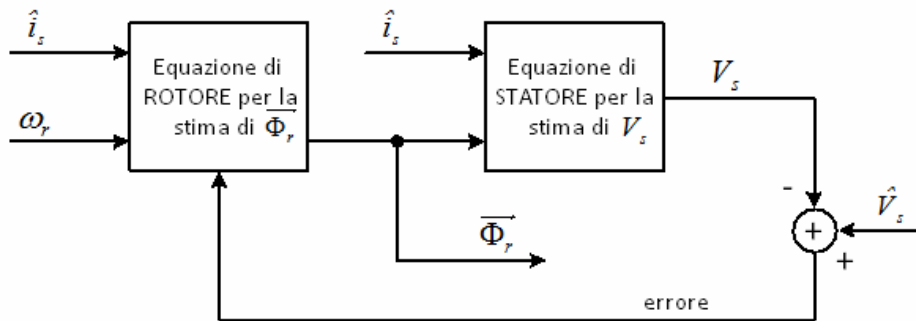 î_s
ω_r
Equazione di
ROTORE per la
stima di Φ_r
î_s
Equazione di
STATORE per la
stima di V_s
V_s
-
+
V̂_s
+
Φ_r
errore